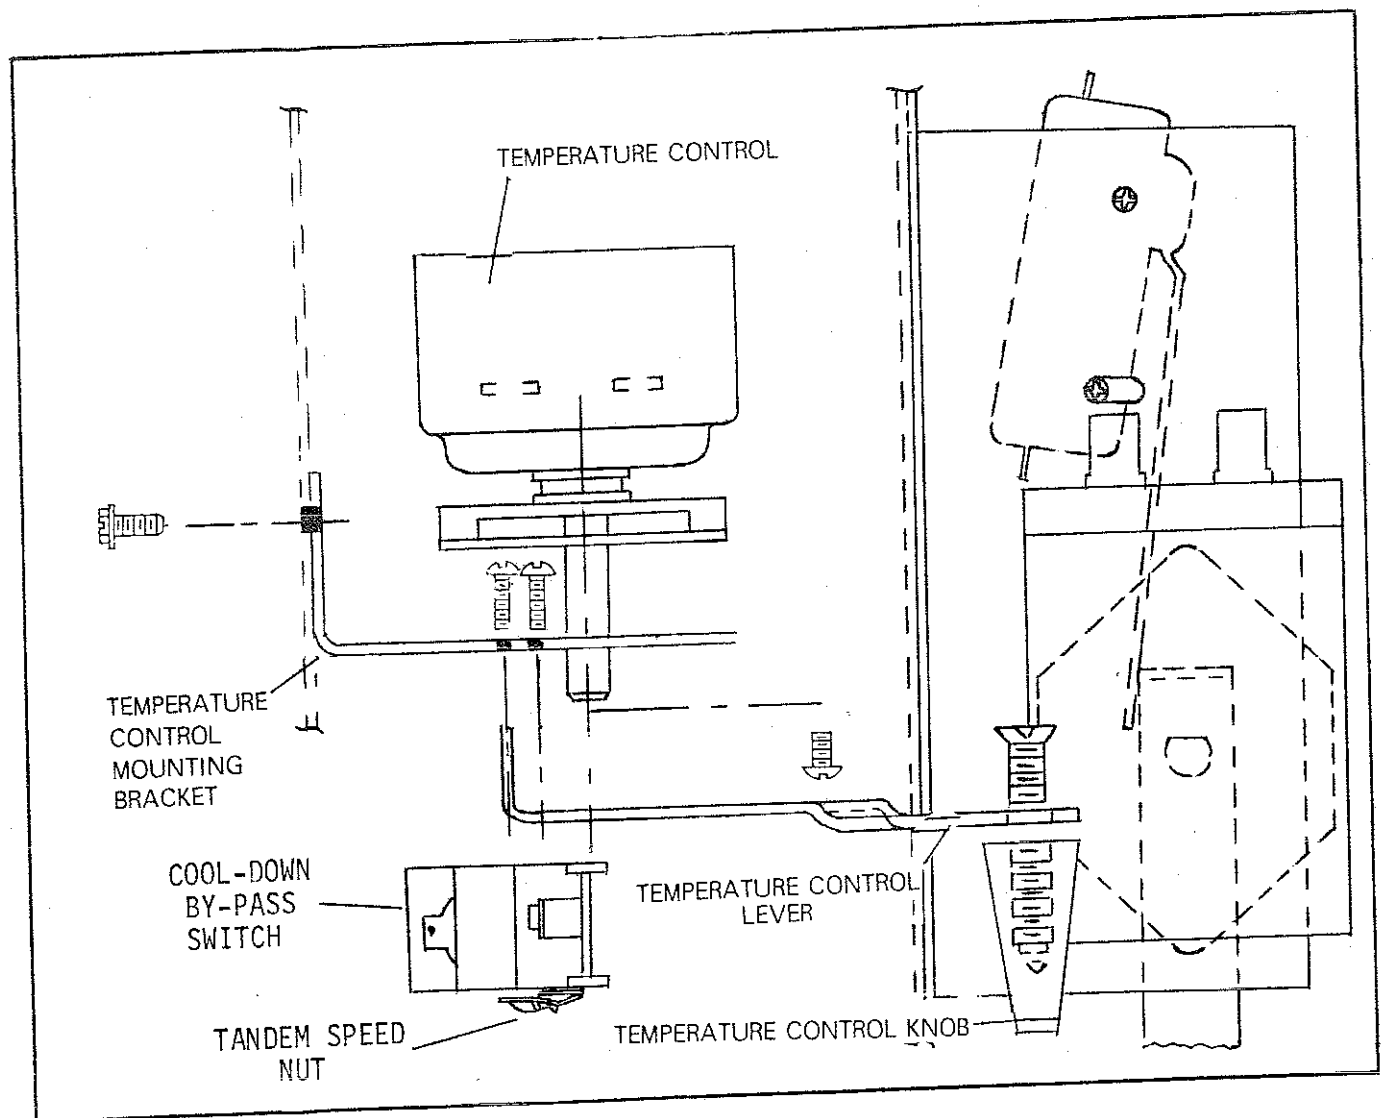 TEMPERATURE CONTROL
TEMPERATURE
CONTROL
MOUNTING
BRACKET
COOL-DOWN
BY-PASS
SWITCH
TEMPERATURE CONTROL
LEVER
TANDEM SPEED
NUT
TEMPERATURE CONTROL KNOB